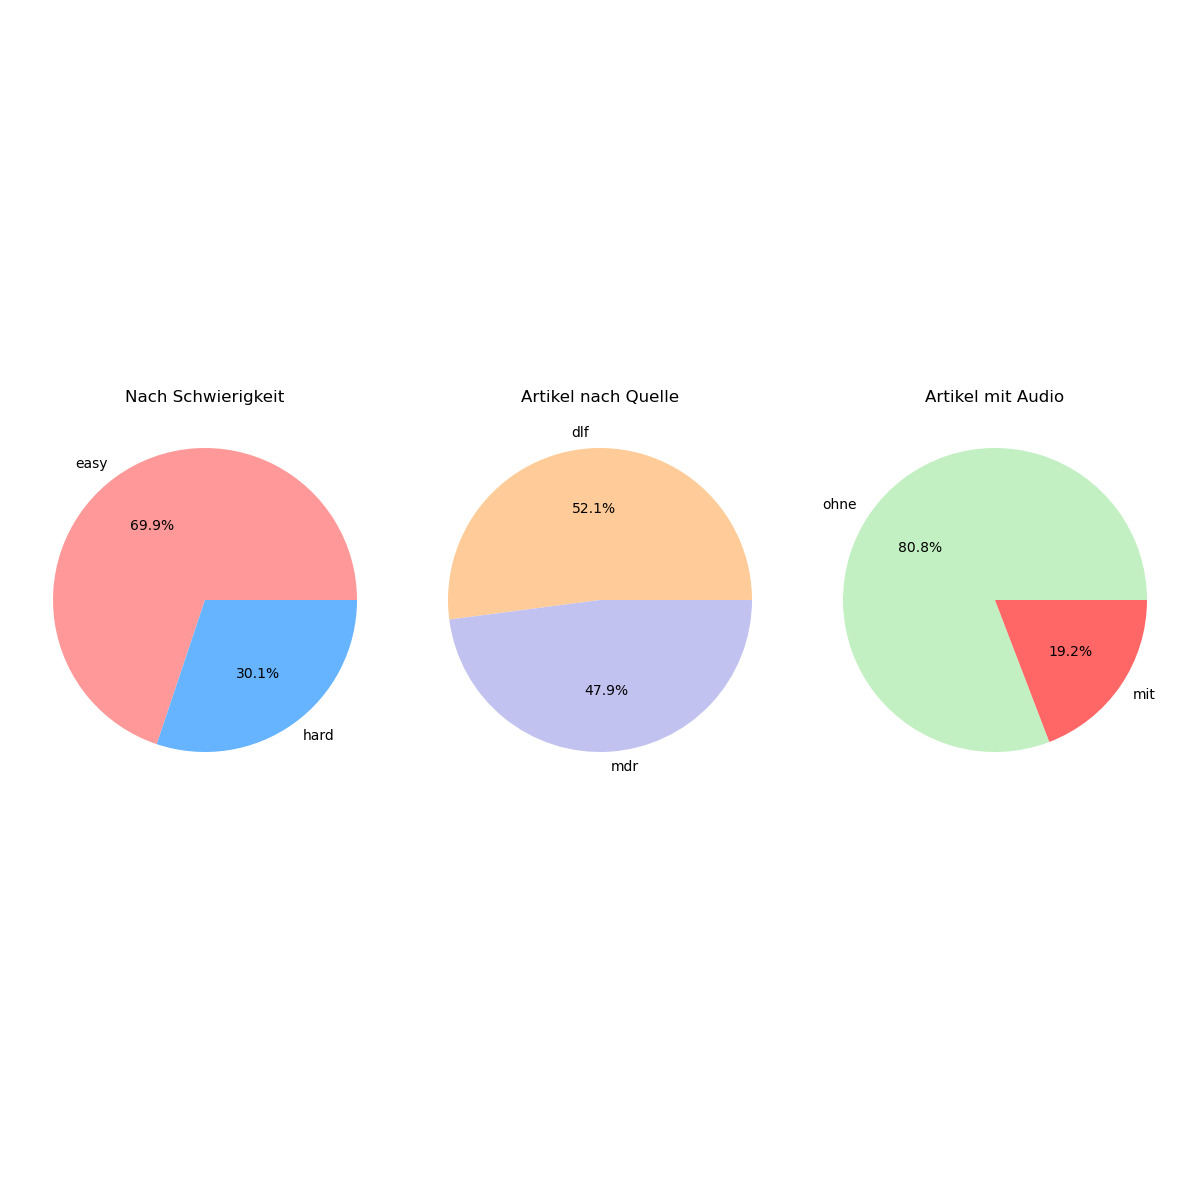 Nach Schwierigkeit
easy
69.9%
30.1%
hard
Artikel nach Quelle
dlf
52.1%
47.9%
mdr
Artikel mit Audio
ohne
80.8%
19.2%
mit